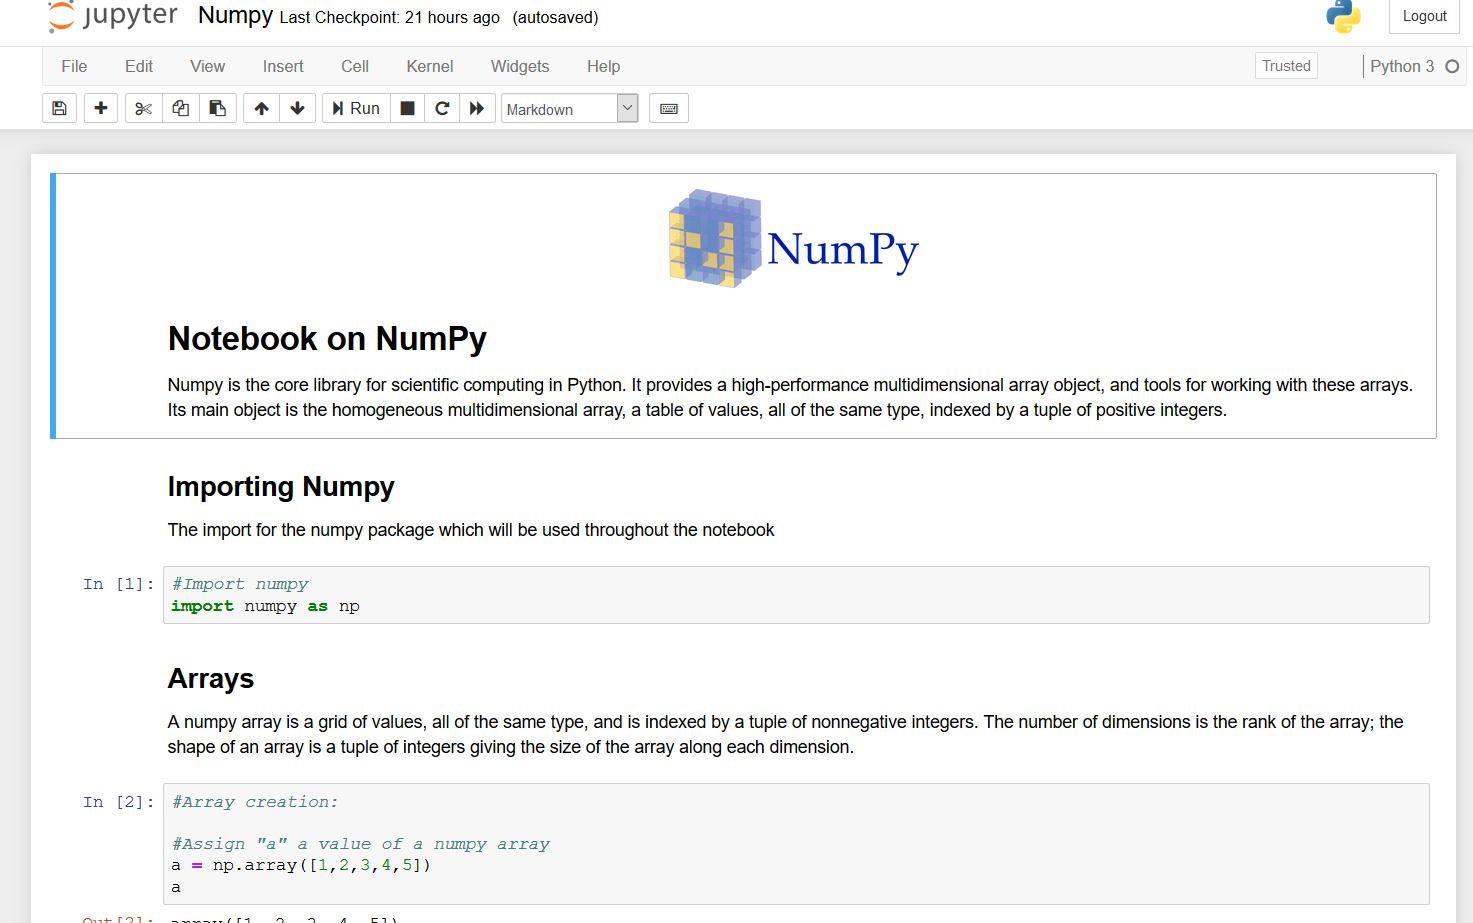 jupyter Numpy Last Checkpoint: 21 hours ago (autosaved) Logout
File Edit View Insert Cell Kernel Widgets Help Trusted Python 3
Run Markdown
NumPy
Notebook on NumPy
Numpy is the core library for scientific computing in Python. It provides a high-performance multidimensional array object, and tools for working with these arrays.
Its main object is the homogeneous multidimensional array, a table of values, all of the same type, indexed by a tuple of positive integers.
Importing Numpy
The import for the numpy package which will be used throughout the notebook
In [1]: #Import numpy
import numpy as np
Arrays
A numpy array is a grid of values, all of the same type, and is indexed by a tuple of nonnegative integers. The number of dimensions is the rank of the array; the
shape of an array is a tuple of integers giving the size of the array along each dimension.
In [2]: #Array creation:
#Assign "a" a value of a numpy array
a = np.array([1,2,3,4,5])
a
Out[2]: array([1, 2, 3, 4, 5])